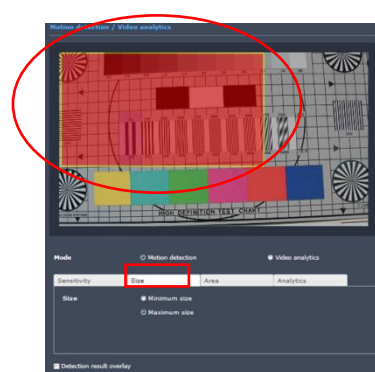 Motion detection / Video analytics
HIGH DEFINITION TEST CHART
Mode Motion detection Video analytics
Sensitivity Size Area Analytics
Size Minimum size
Maximum size
Detection result overlay